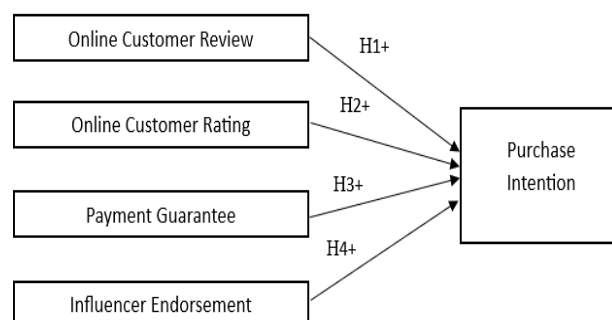 Online Customer Review
H1+
Online Customer Rating
H2+
Payment Guarantee
H3+
Influencer Endorsement
H4+
Purchase
Intention